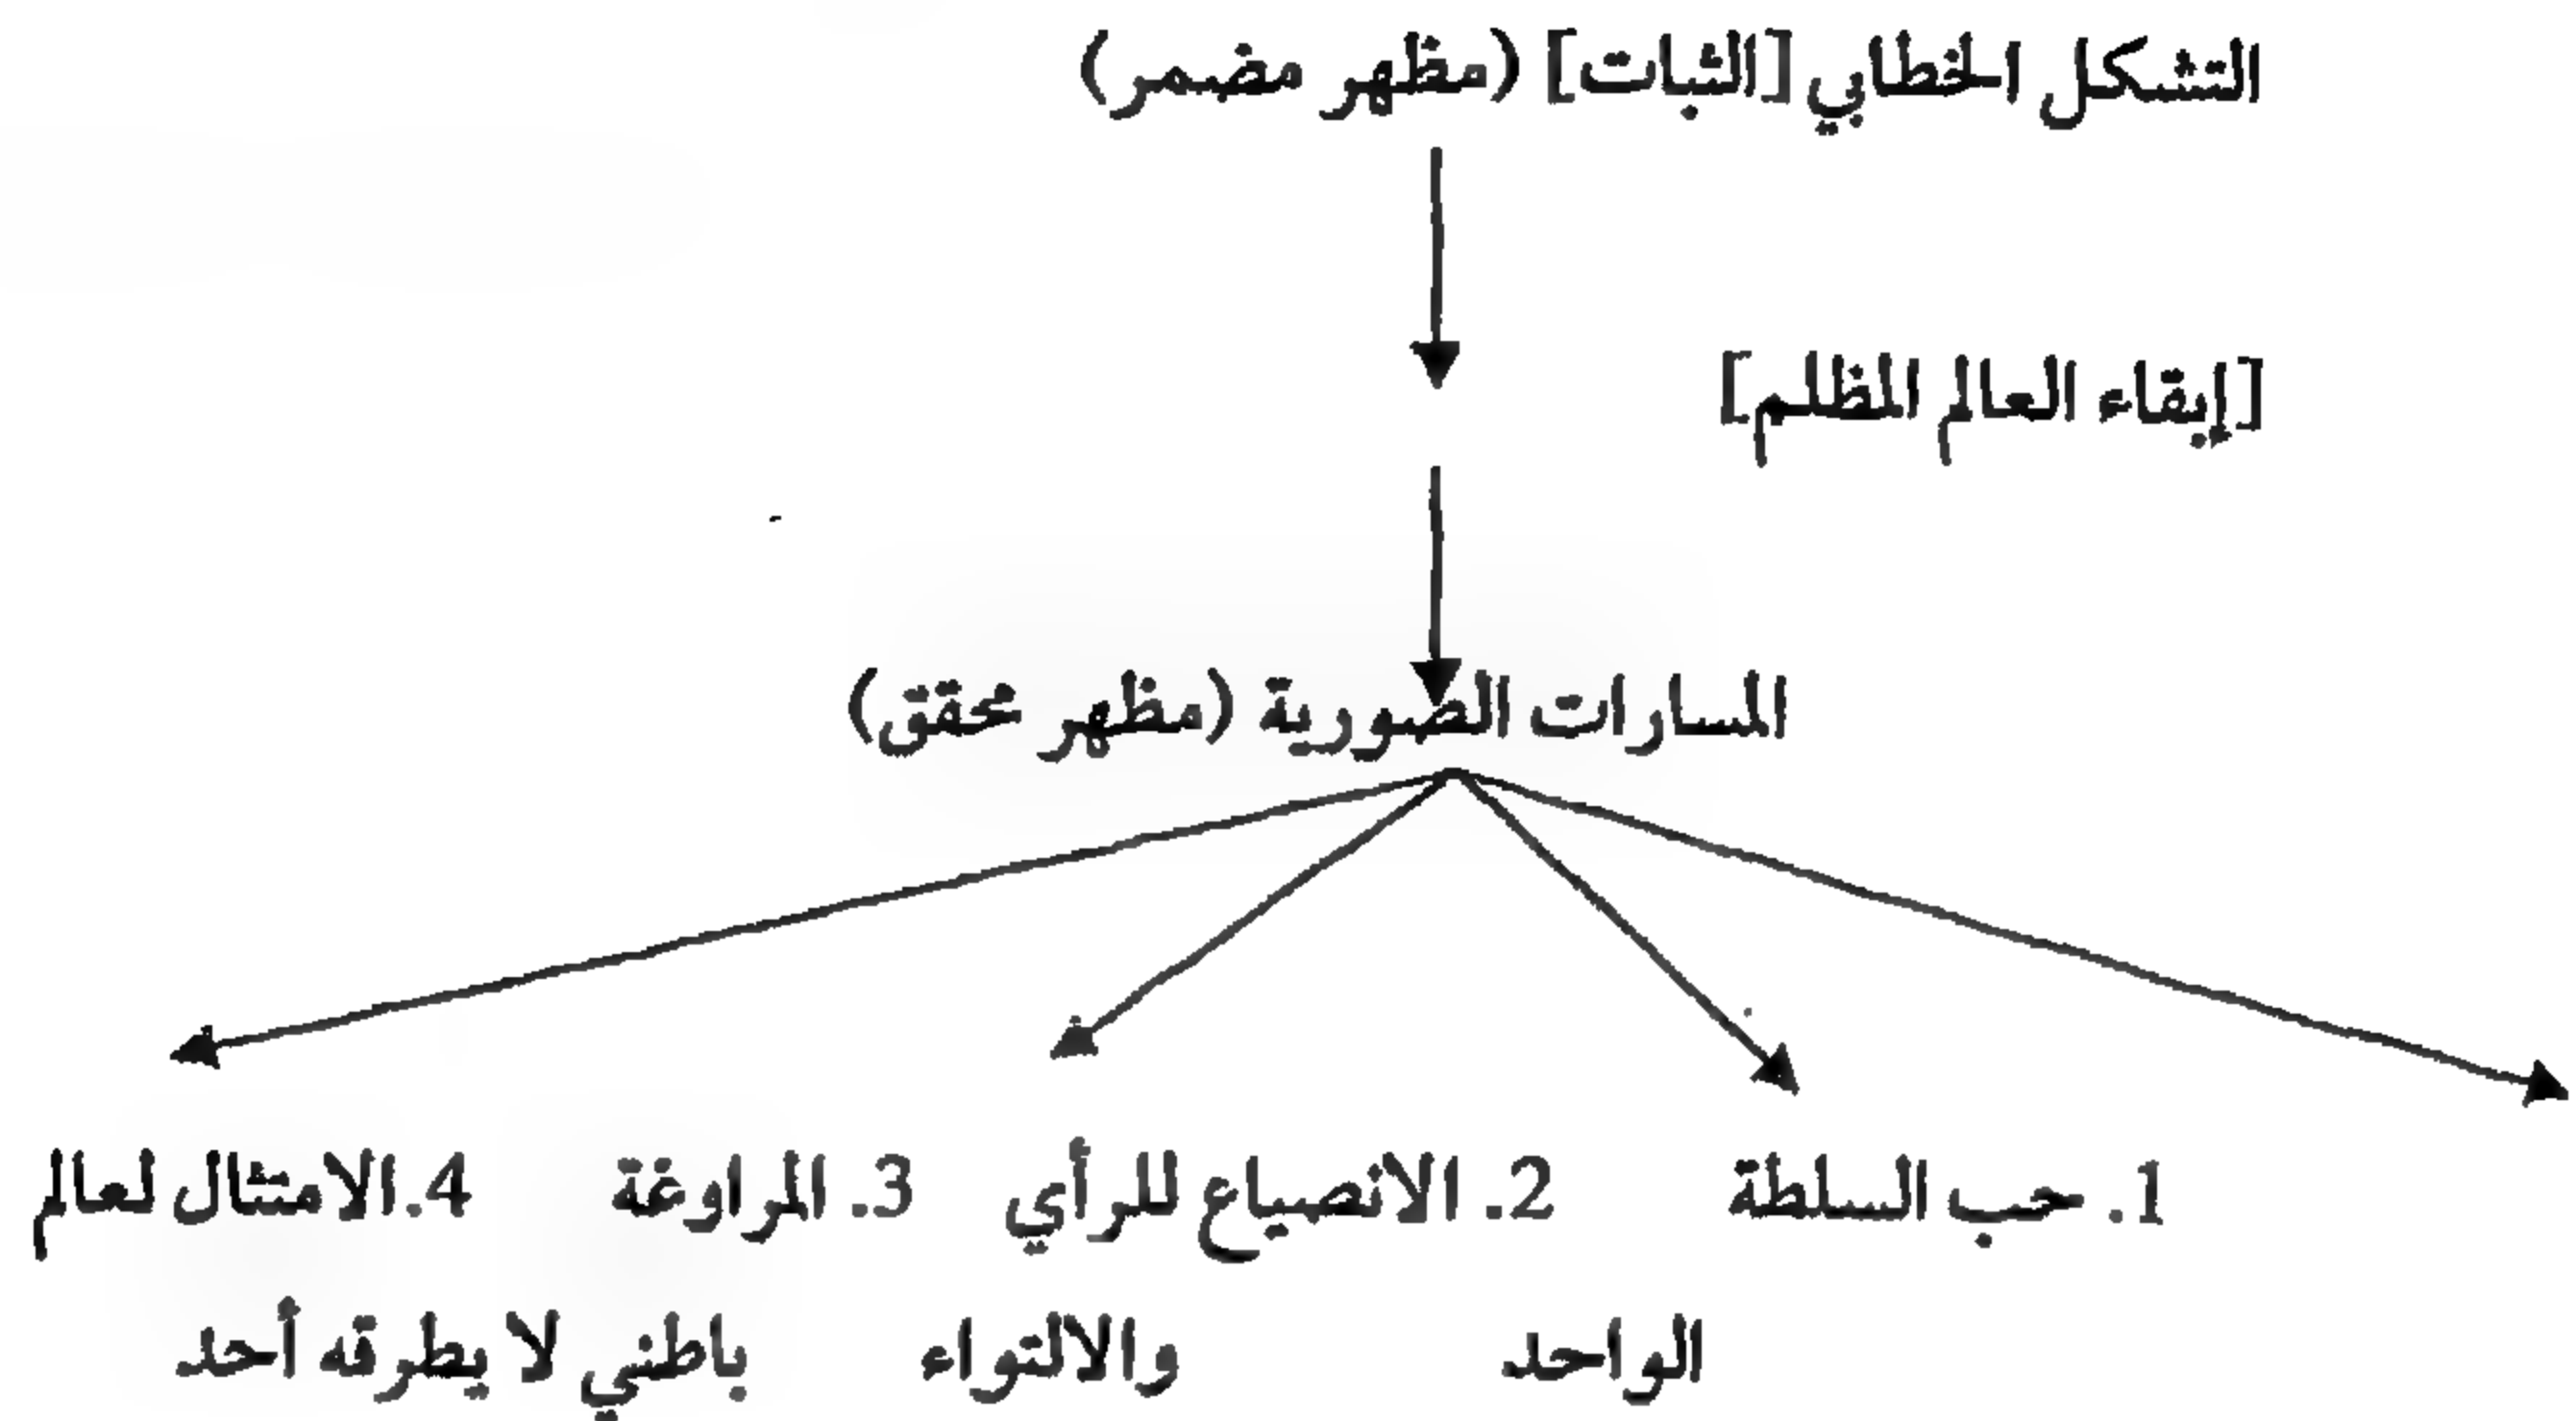 التشكل الخطابي [الثبات] (مظهر مضمر)
[إبقاء العالم المظلم]
المسارات الصورية (مظهر محقق)
1. حب السلطة 2. الانصياع للرأي 3. المراوغة 4.الامتثال لعالم
الواحد والالتواء باطني لا يطرقه أحد